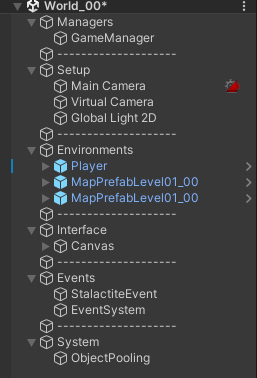 World_00*
Managers
GameManager
--------------------
Setup
Main Camera
Virtual Camera
Global Light 2D
--------------------
Environments
Player
MapPrefabLevel01_00
MapPrefabLevel01_00
--------------------
Interface
Canvas
--------------------
Events
StalactiteEvent
EventSystem
--------------------
System
ObjectPooling